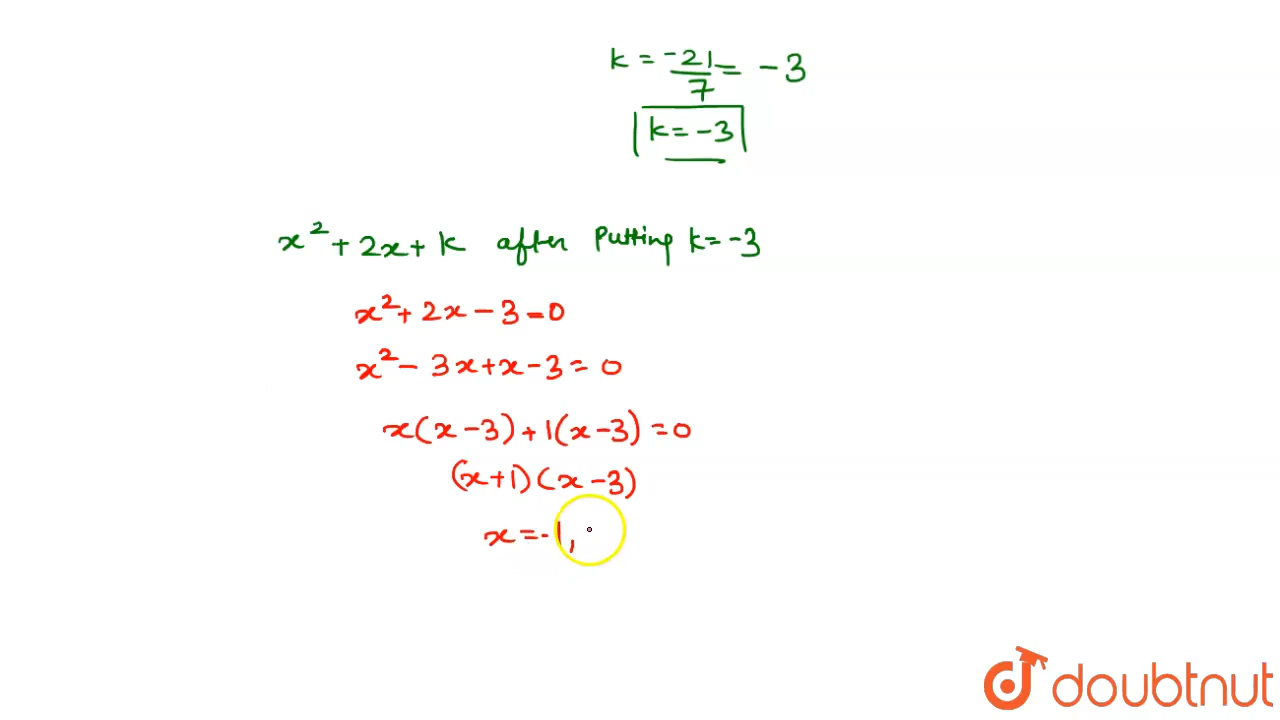 k = -21/7 = -3
k = -3
x² + 2x + k after Putting k = -3
x² + 2x - 3 = 0
x² - 3x + x - 3 = 0
x(x - 3) + 1(x - 3) = 0
(x + 1)(x - 3)
x = -1,
doubtnut